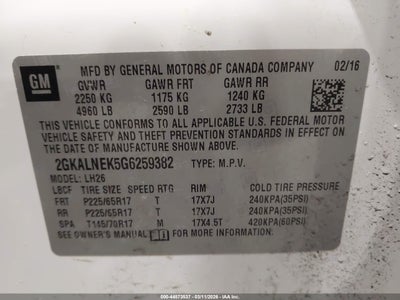 GM
MFD BY GENERAL MOTORS OF CANADA COMPANY 02/16
GVWR GAWR FRT GAWR RR
2250 KG 1175 KG 1240 KG
4960 LB 2590 LB 2733 LB
THIS VEHICLE CONFORMS TO ALL APPLICABLE U.S. FEDERAL MOTOR
VEHICLE SAFETY AND THEFT PREVENTION STANDARDS IN EFFECT ON
THE DATE OF MANUFACTURE SHOWN ABOVE.
2GKALNEK5G6259382 TYPE: M.P.V.
MODEL: LH26
LBCF TIRE SIZE SPEED RTG RIM COLD TIRE PRESSURE
FRT P225/65R17 T 17X7J 240KPA(35PSI)
RR P225/65R17 T 17X7J 240KPA(35PSI)
SPA T145/70R17 M 17X4.5T 420KPA(60PSI)
SEE OWNER'S MANUAL FOR ADDITIONAL INFORMATION